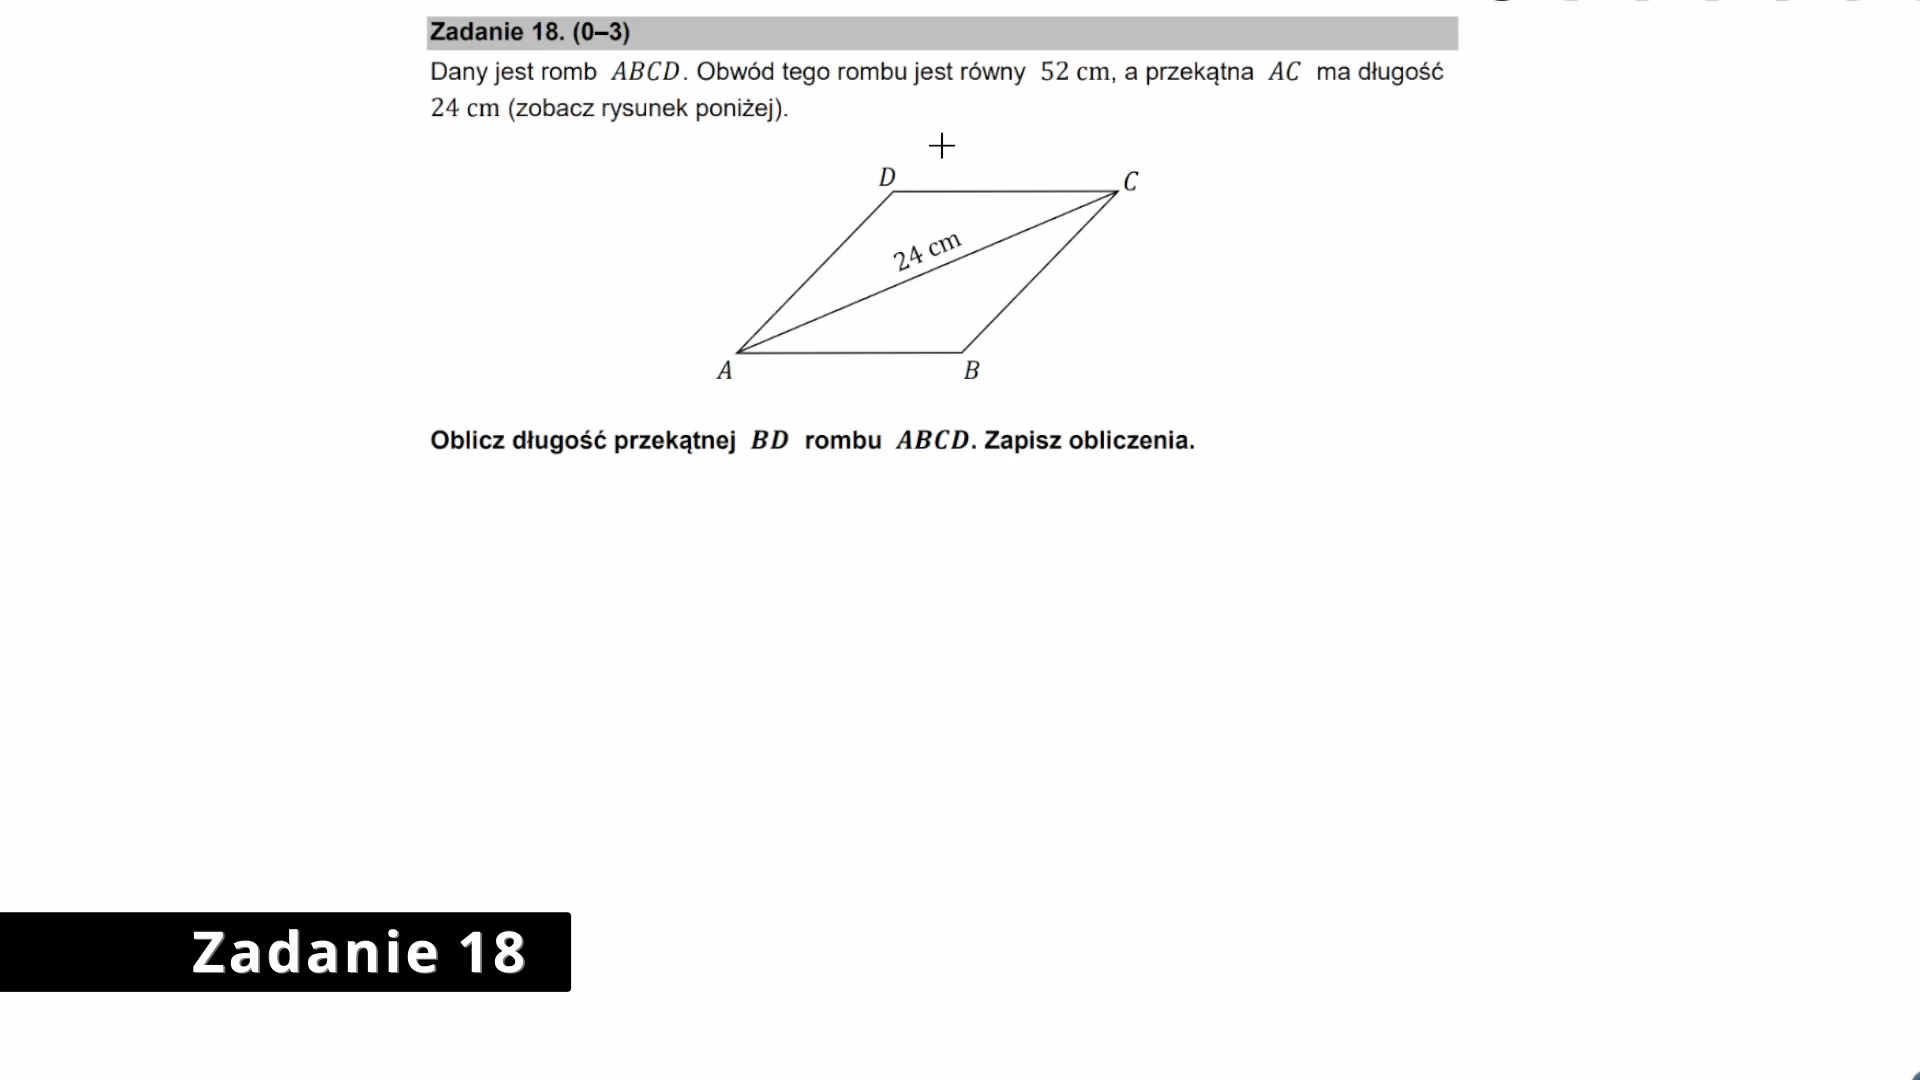 Zadanie 18. (0–3)
Dany jest romb ABCD. Obwód tego rombu jest równy 52 cm, a przekątna AC ma długość
24 cm (zobacz rysunek poniżej).
D
C
24 cm
A
B
Oblicz długość przekątnej BD rombu ABCD. Zapisz obliczenia.
Zadanie 18